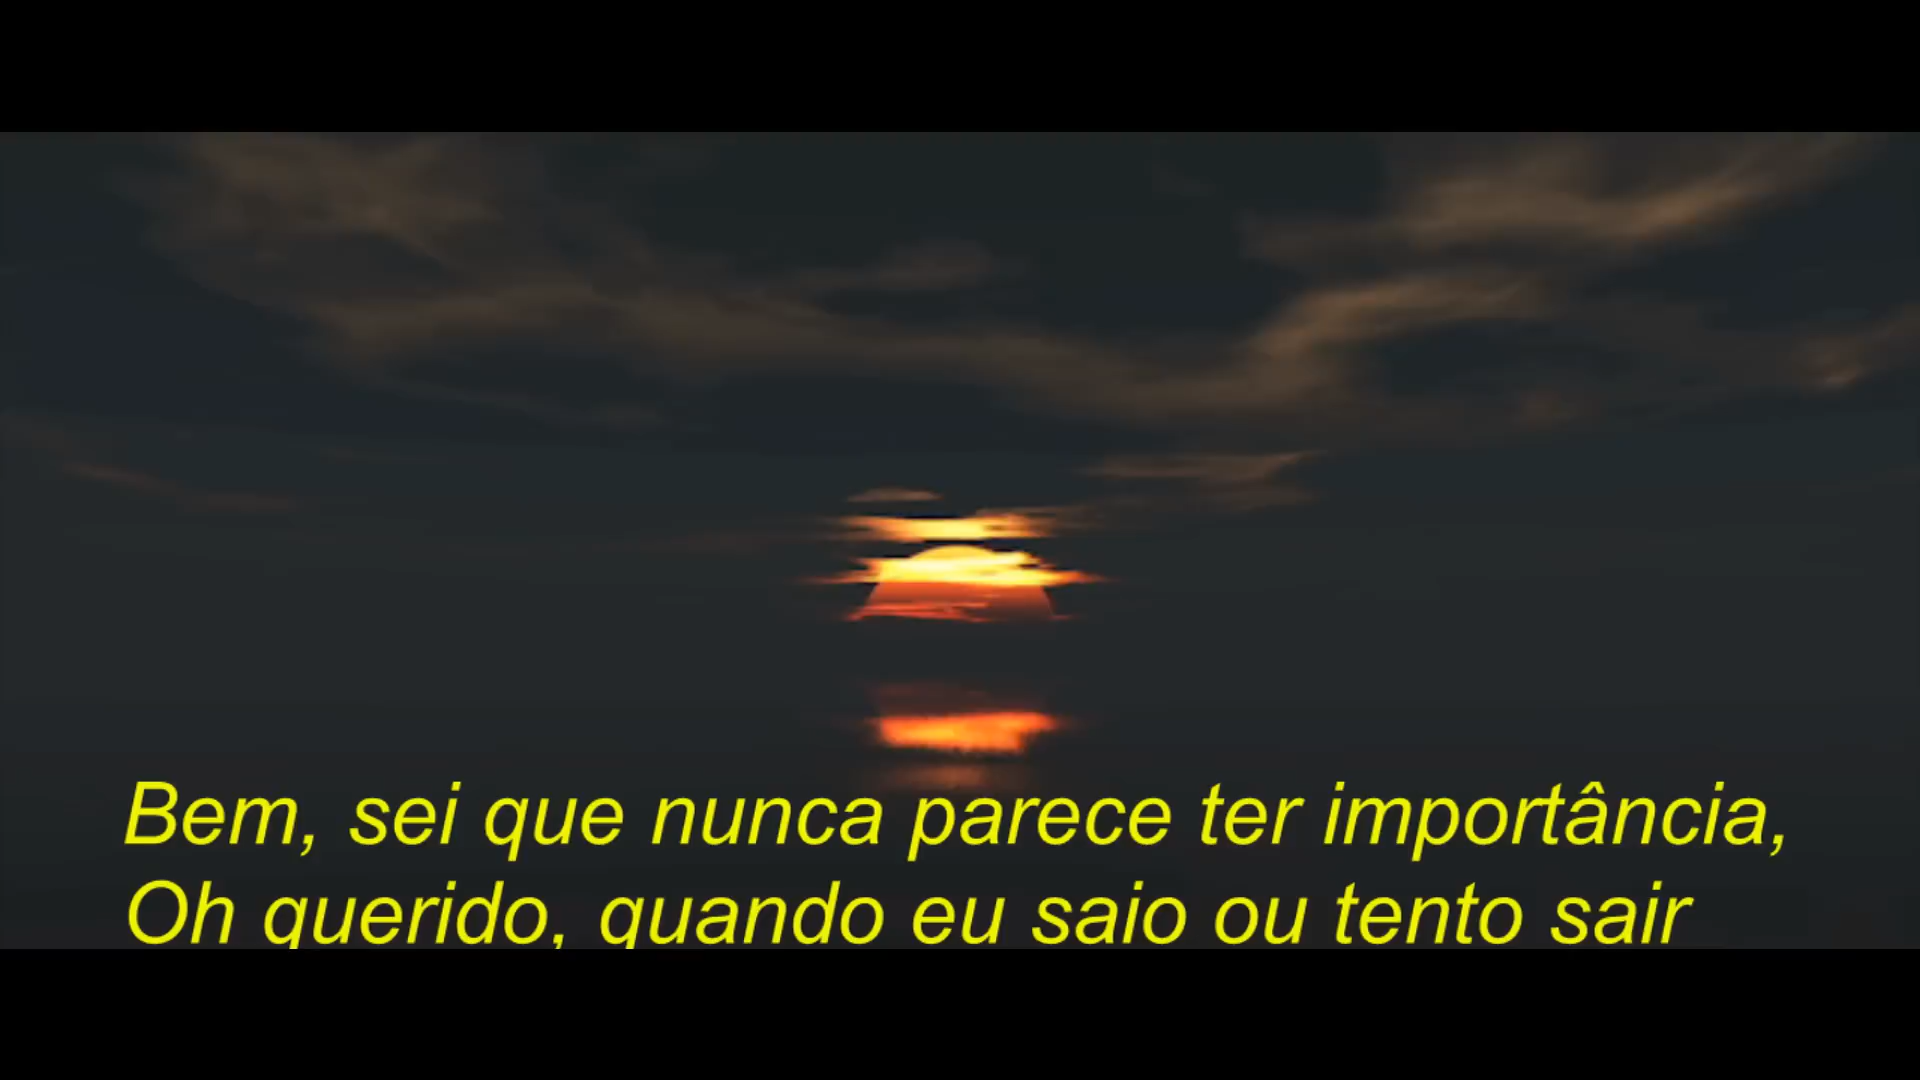 Bem, sei que nunca parece ter importância,
Oh querido, quando eu saio ou tento sair